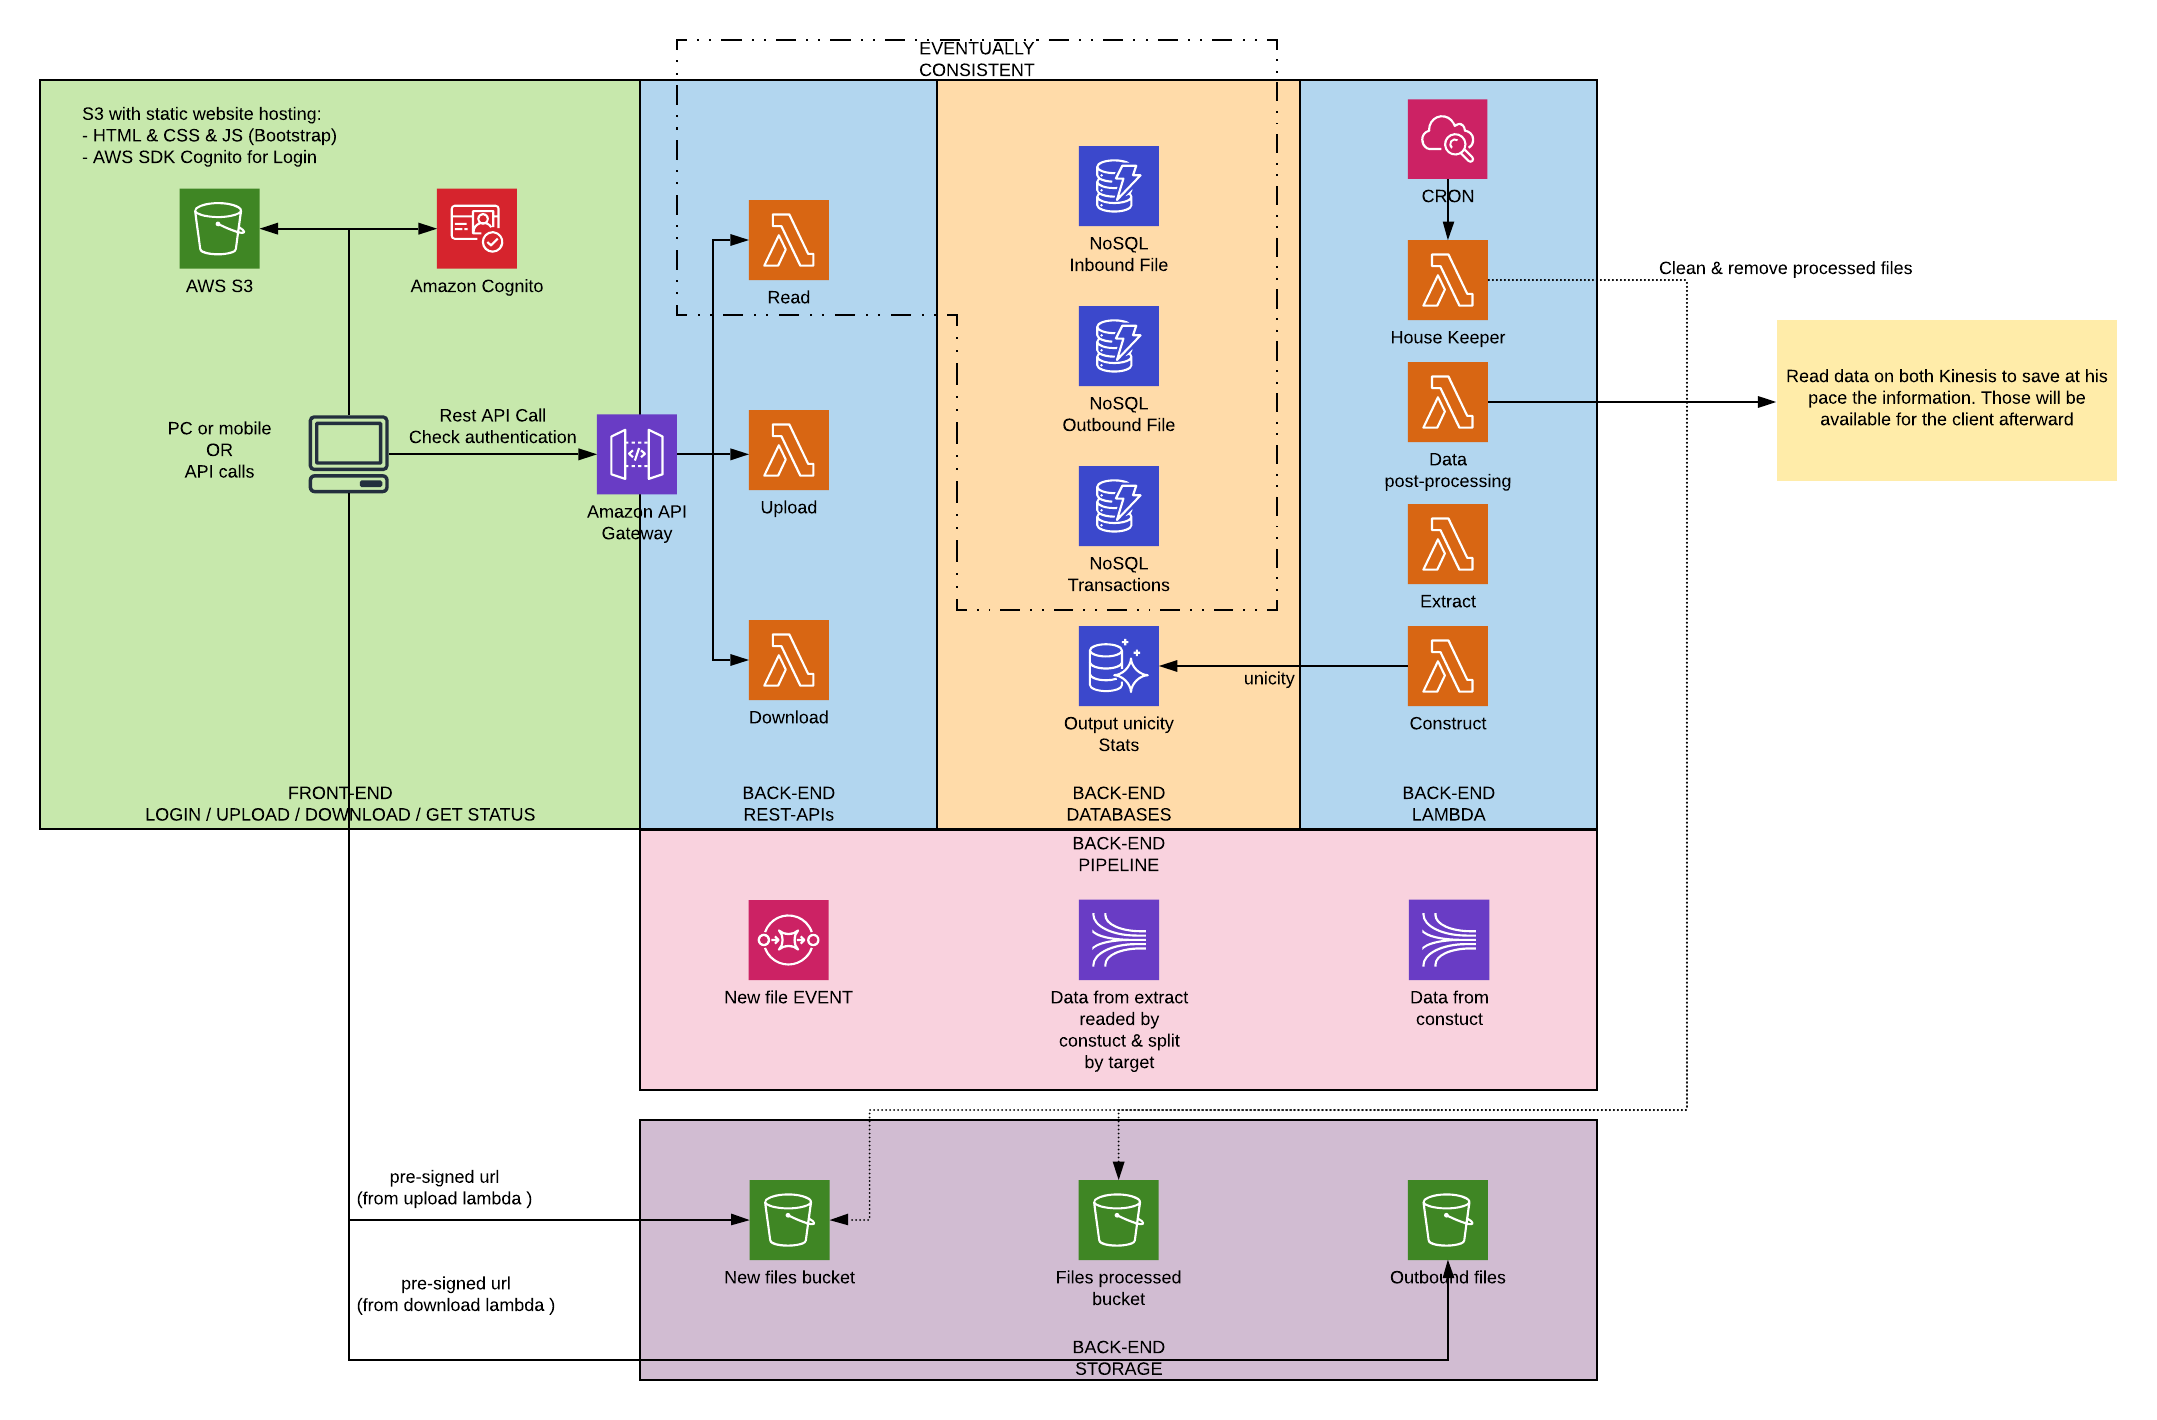 EVENTUALLY
CONSISTENT
S3 with static website hosting:
- HTML & CSS & JS (Bootstrap)
- AWS SDK Cognito for Login
AWS S3
Amazon Cognito
PC or mobile
OR
API calls
Rest API Call
Check authentication
Amazon API
Gateway
FRONT-END
LOGIN / UPLOAD / DOWNLOAD / GET STATUS
Read
Upload
Download
BACK-END
REST-APIs
NoSQL
Inbound File
NoSQL
Outbound File
NoSQL
Transactions
Output unicity
Stats
unicity
BACK-END
DATABASES
CRON
House Keeper
Data
post-processing
Extract
Construct
BACK-END
LAMBDA
Clean & remove processed files
Read data on both Kinesis to save at his
pace the information. Those will be
available for the client afterward
BACK-END
PIPELINE
New file EVENT
Data from extract
readed by
constuct & split
by target
Data from
constuct
pre-signed url
(from upload lambda )
pre-signed url
(from download lambda )
New files bucket
Files processed
bucket
Outbound files
BACK-END
STORAGE